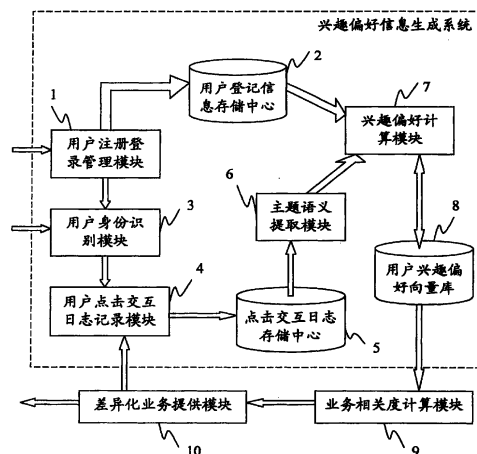 兴趣偏好信息生成系统
2
用户登记信
息存储中心
1
用户注册登
录管理模块
7
兴趣偏好计
算模块
6
主题语义
提取模块
3
用户身份识
别模块
8
用户兴趣偏
好向量库
4
用户点击交互
日志记录模块
点击交互日志
存储中心
5
差异化业务提供模块
10
业务相关度计算模块
9